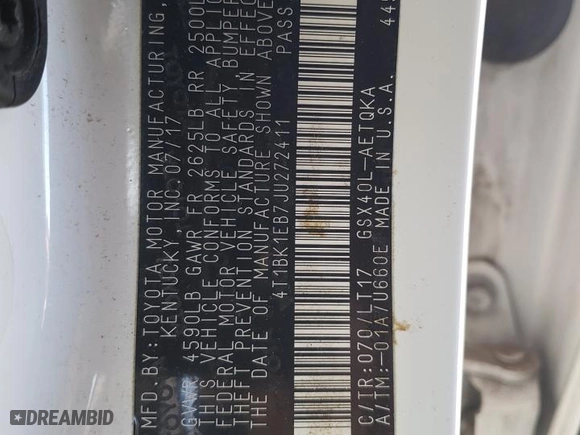 MFD.BY:TOYOTA MOTOR MANUFACTURING,
KENTUCKY, INC. 07/17
GVWR 4590LB GAWR FR 2625LB RR 2500L
THIS VEHICLE CONFORMS TO ALL APPLIC
FEDERAL MOTOR VEHICLE SAFETY, BUMPER
THEFT PREVENTION STANDARDS IN EFFECT
THE DATE OF MANUFACTURE SHOWN ABOVE
4T1BK1EB7JU272411 PASS
C/TR:070/LT17 GSX40L-AETQKA
A/TM:-01A/U660E MADE IN U.S.A.
DREAMBID